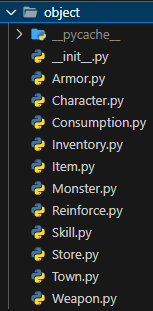 object
__pycache__
__init__.py
Armor.py
Character.py
Consumption.py
Inventory.py
Item.py
Monster.py
Reinforce.py
Skill.py
Store.py
Town.py
Weapon.py